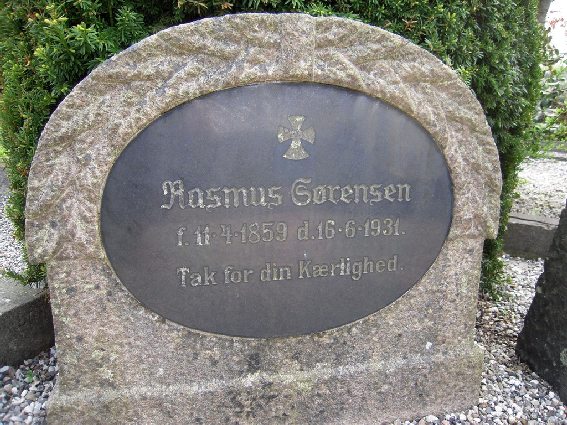 Rasmus Sørensen
f. 11-4-1859 d. 16-6-1931.
Tak for din Kærlighed.